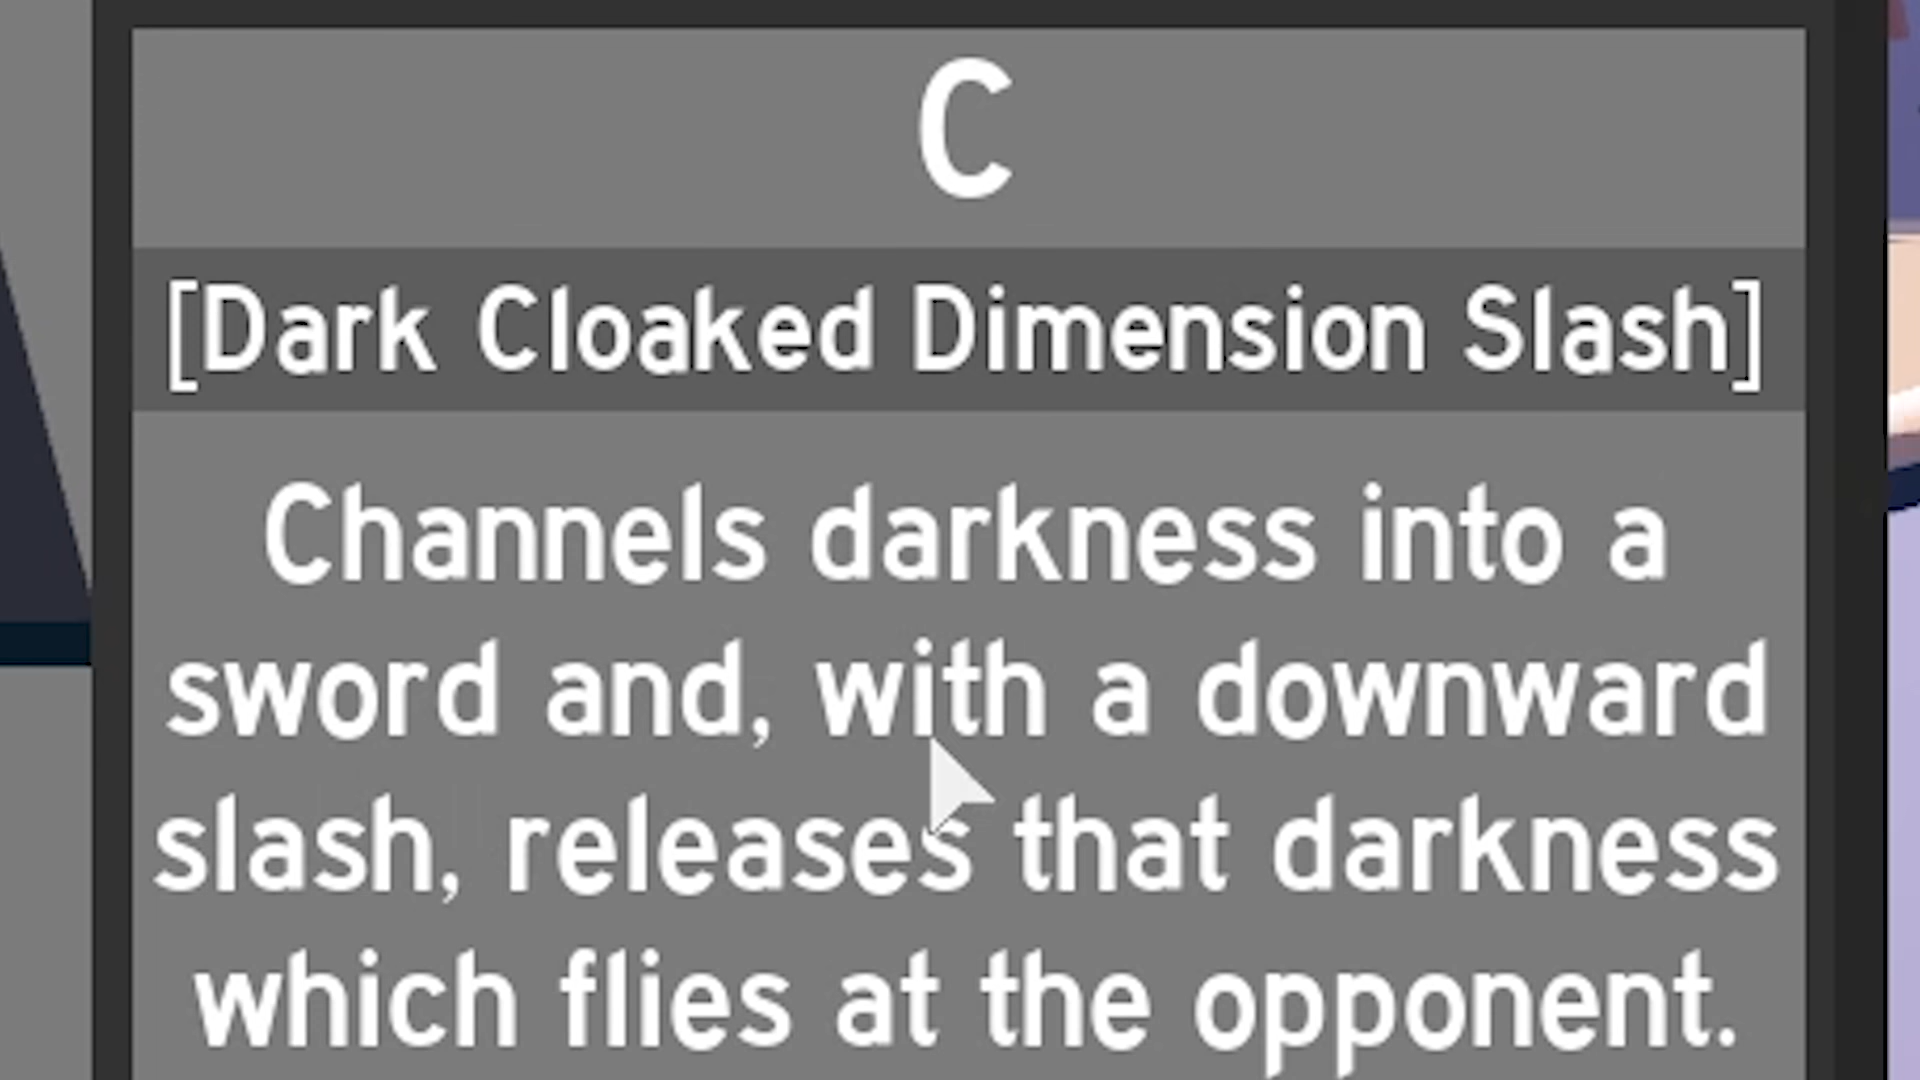 C
[Dark Cloaked Dimension Slash]
Channels darkness into a
sword and, with a downward
slash, releases that darkness
which flies at the opponent.